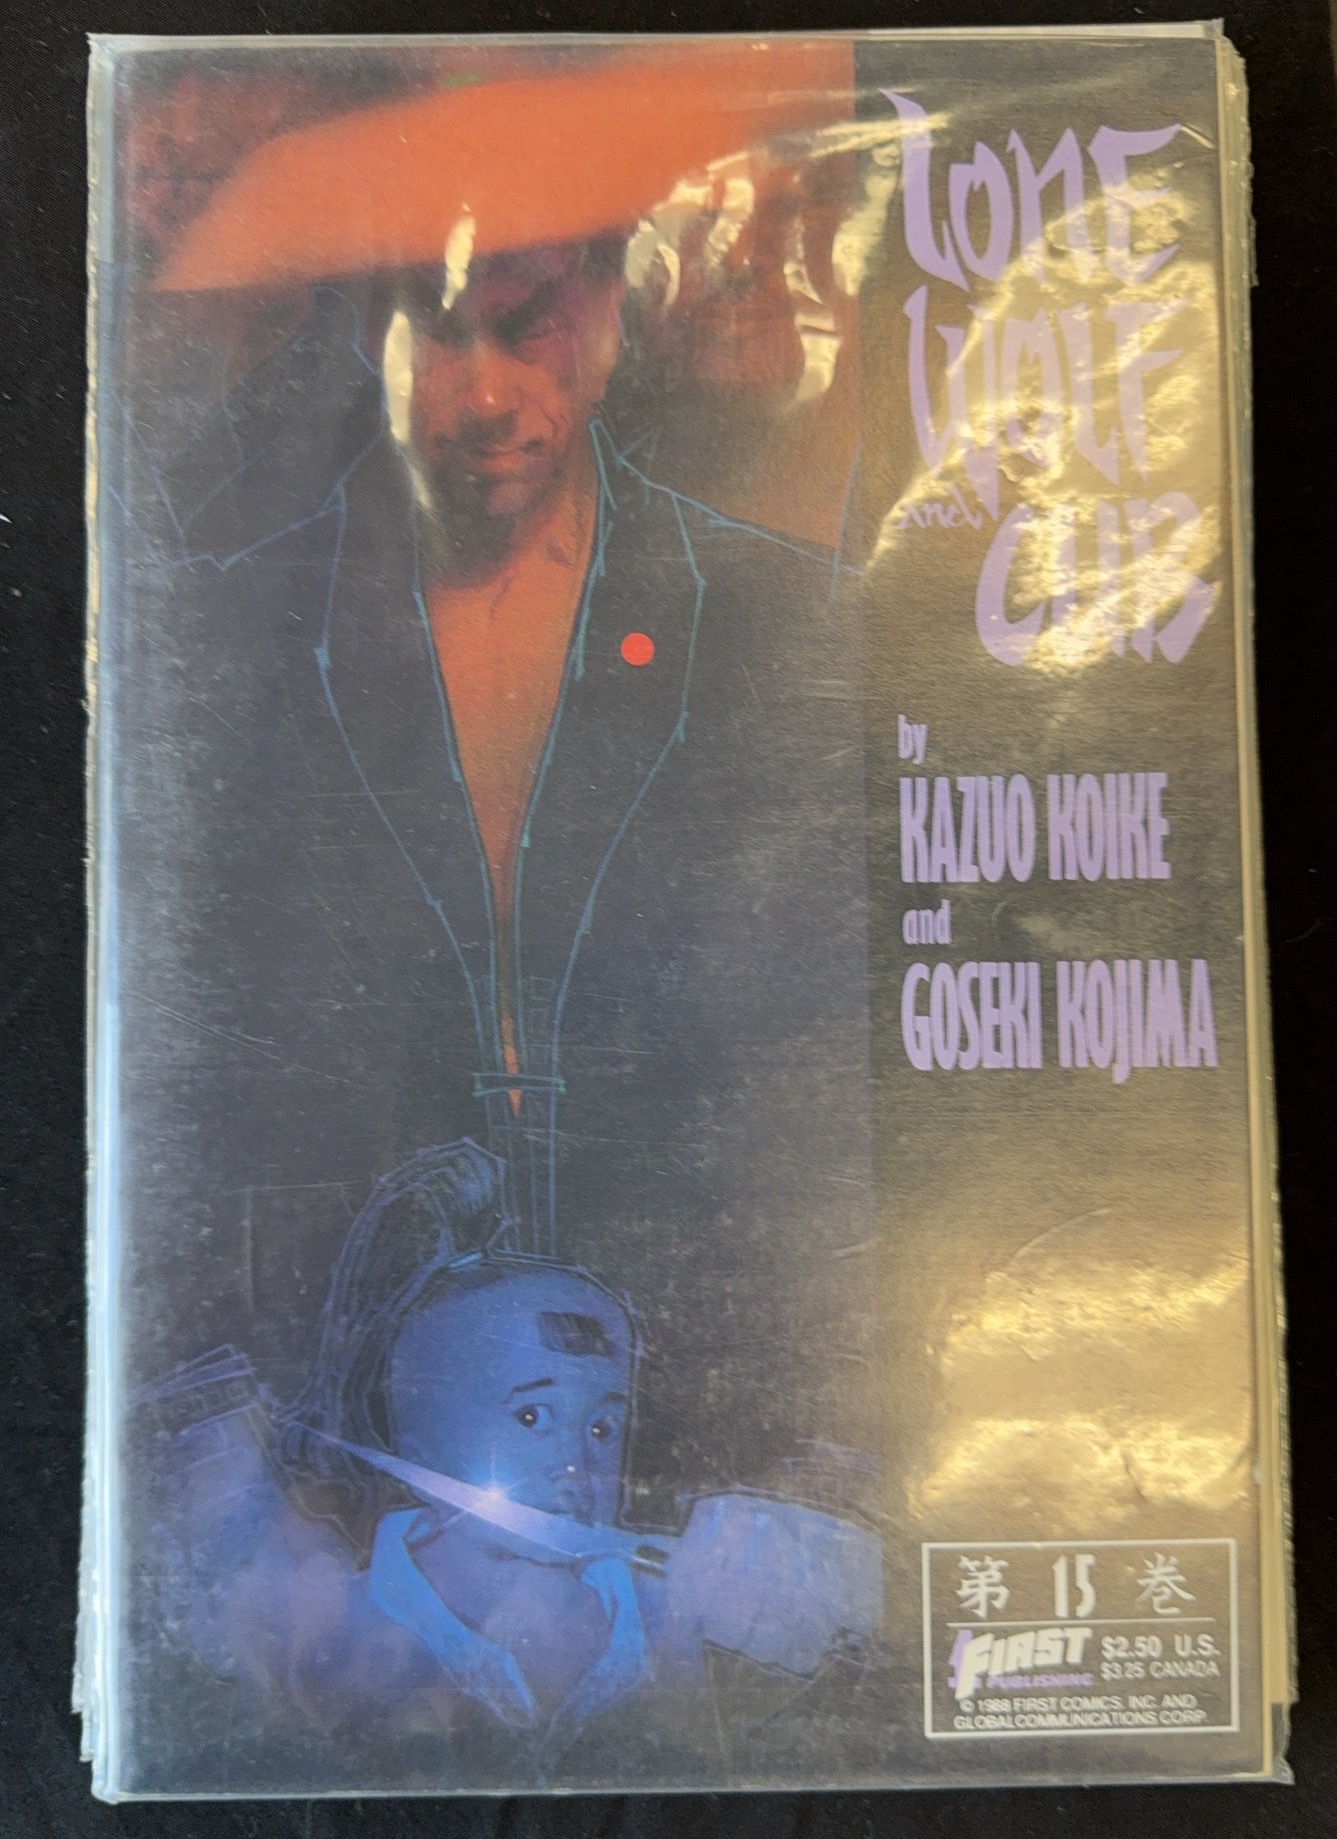 Lone
Wolf
and
Cub
by
KAZUO KOIKE
and
GOSEKI KOJIMA
第 15 巻
FIRST
PUBLISHING
$2.50 U.S.
$3.25 CANADA
© 1988 FIRST COMICS, INC. AND
GLOBAL COMMUNICATIONS CORP.